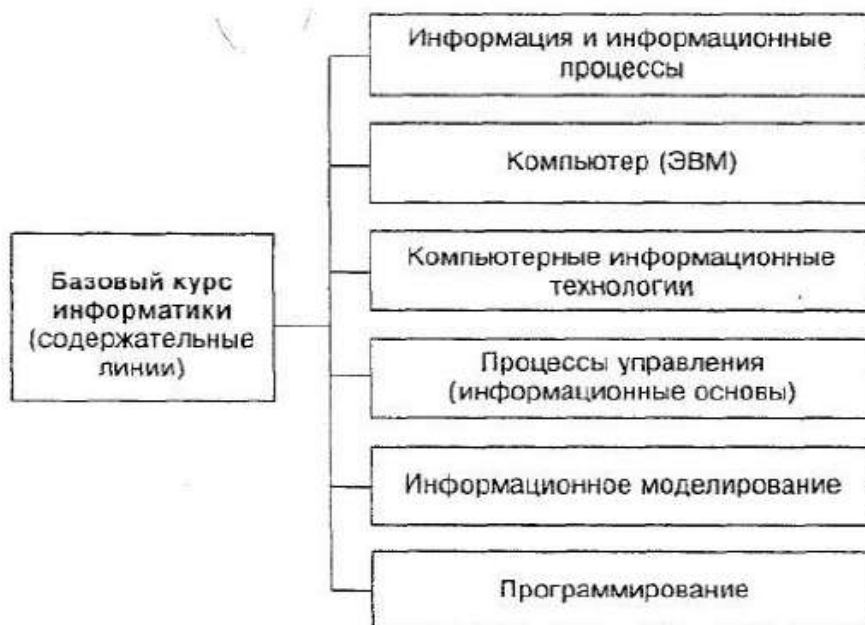 Информация и информационные
процессы
Компьютер (ЭВМ)
Компьютерные информационные
технологии
Базовый курс
информатики
(содержательные
линии)
Процессы управления
(информационные основы)
Информационное моделирование
Программирование